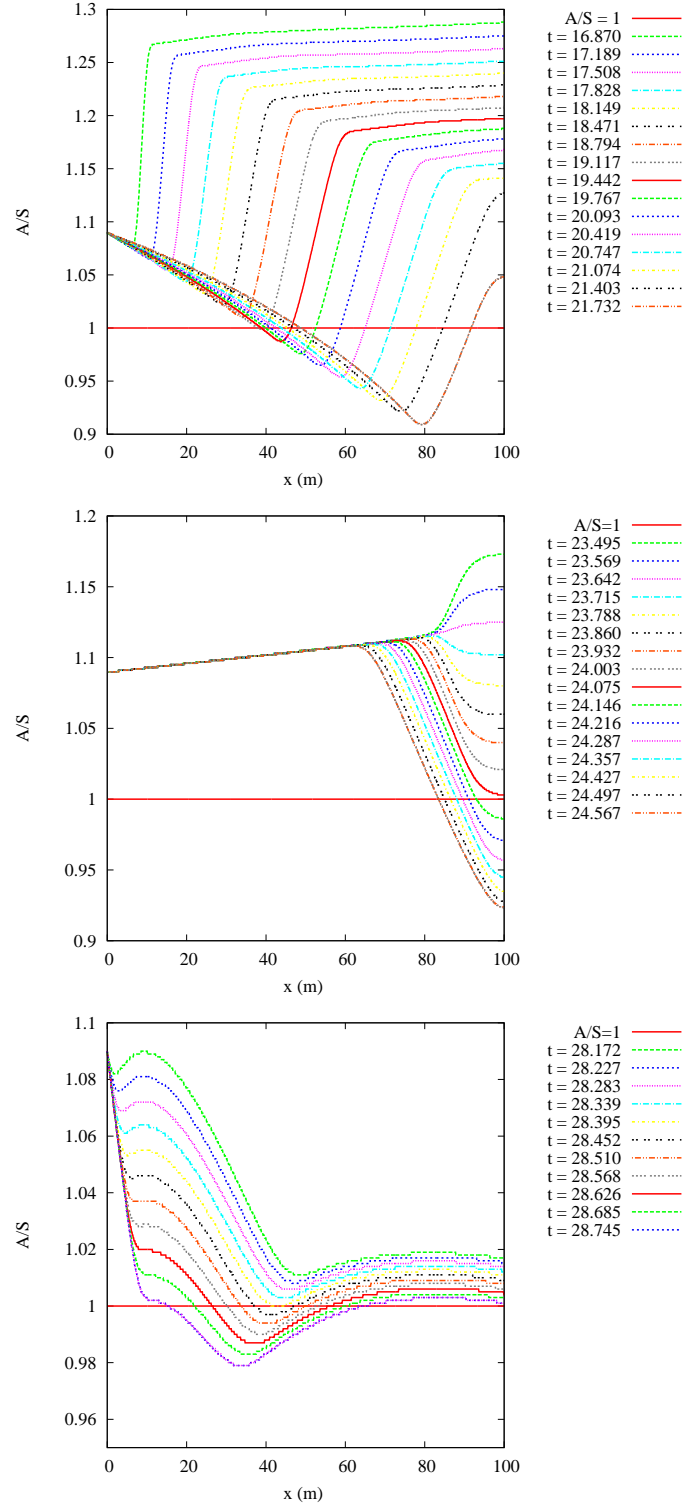 1.3
1.25
1.2
1.15
1.1
1.05
1
0.95
0.9
A/S
0 20 40 60 80 100
x (m)
A/S = 1
t = 16.870
t = 17.189
t = 17.508
t = 17.828
t = 18.149
t = 18.471
t = 18.794
t = 19.117
t = 19.442
t = 19.767
t = 20.093
t = 20.419
t = 20.747
t = 21.074
t = 21.403
t = 21.732
1.2
1.15
1.1
1.05
1
0.95
0.9
A/S
0 20 40 60 80 100
x (m)
A/S=1
t = 23.495
t = 23.569
t = 23.642
t = 23.715
t = 23.788
t = 23.860
t = 23.932
t = 24.003
t = 24.075
t = 24.146
t = 24.216
t = 24.287
t = 24.357
t = 24.427
t = 24.497
t = 24.567
1.1
1.08
1.06
1.04
1.02
1
0.98
0.96
A/S
0 20 40 60 80 100
x (m)
A/S=1
t = 28.172
t = 28.227
t = 28.283
t = 28.339
t = 28.395
t = 28.452
t = 28.510
t = 28.568
t = 28.626
t = 28.685
t = 28.745